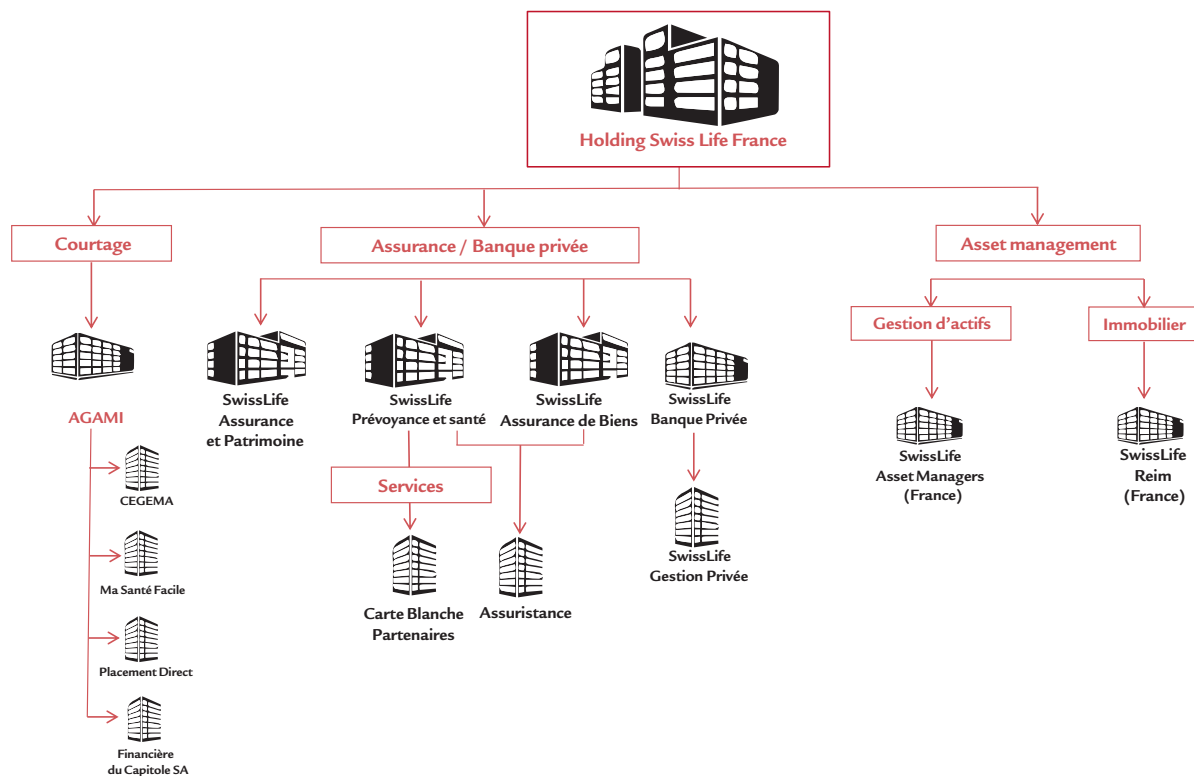 Holding Swiss Life France
Courtage
Assurance / Banque privée
Asset management
Gestion d'actifs
Immobilier
AGAMI
SwissLife
Assurance
et Patrimoine
SwissLife
Prévoyance et santé
SwissLife
Assurance de Biens
SwissLife
Banque Privée
SwissLife
Asset Managers
(France)
SwissLife
Reim
(France)
CEGEMA
Ma Santé Facile
Placement Direct
Financière
du Capitole SA
Services
Carte Blanche
Partenaires
Assuristance
SwissLife
Gestion Privée